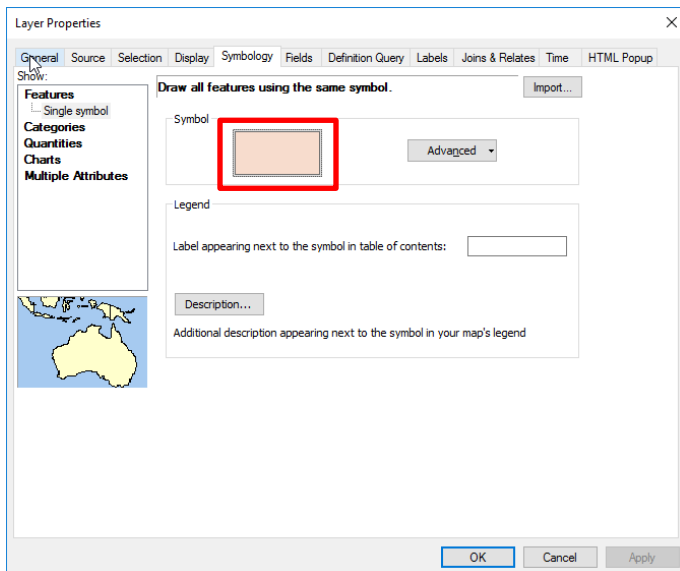 Layer Properties
General Source Selection Display Symbology Fields Definition Query Labels Joins & Relates Time HTML Popup
Show:
Features
Single symbol
Categories
Quantities
Charts
Multiple Attributes
Draw all features using the same symbol.
Import...
Symbol
Advanced
Legend
Label appearing next to the symbol in table of contents:
Description...
Additional description appearing next to the symbol in your map's legend
OK Cancel Apply